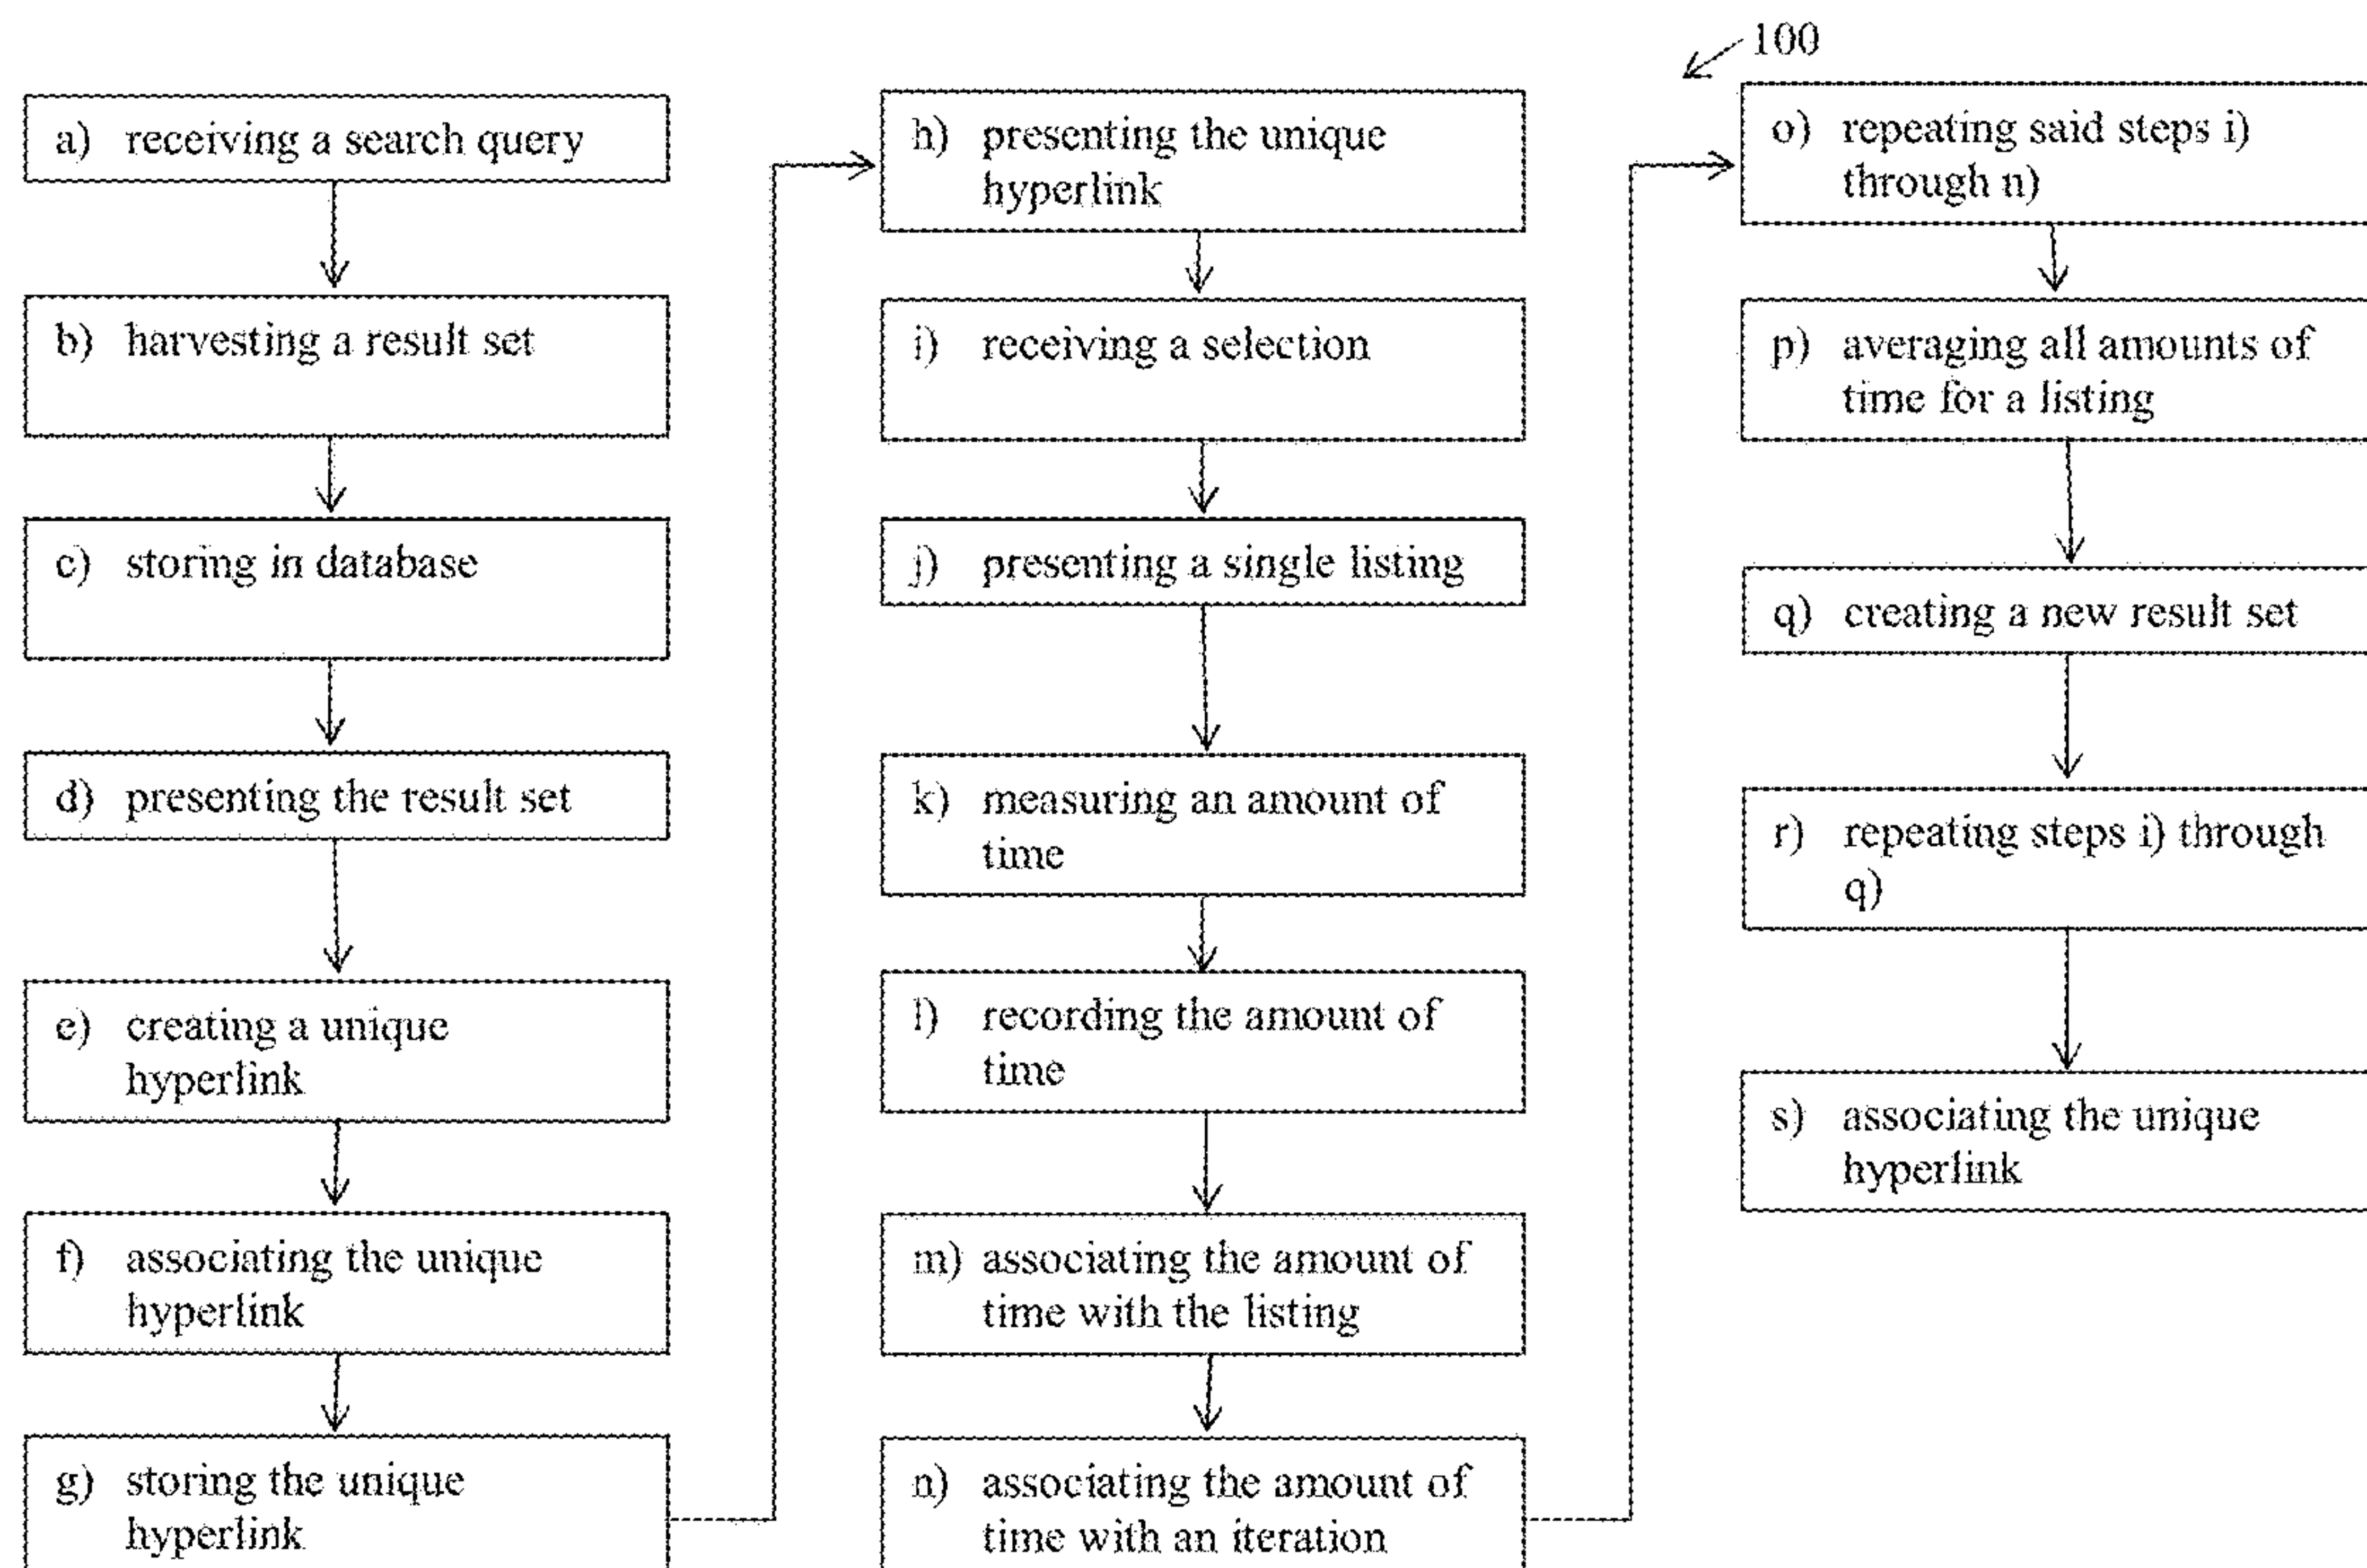 100
a) receiving a search query
b) harvesting a result set
c) storing in database
d) presenting the result set
e) creating a unique
hyperlink
f) associating the unique
hyperlink
g) storing the unique
hyperlink
h) presenting the unique
hyperlink
i) receiving a selection
j) presenting a single listing
k) measuring an amount of
time
l) recording the amount of
time
m) associating the amount of
time with the listing
n) associating the amount of
time with an iteration
o) repeating said steps i)
through n)
p) averaging all amounts of
time for a listing
q) creating a new result set
r) repeating steps i) through
q)
s) associating the unique
hyperlink